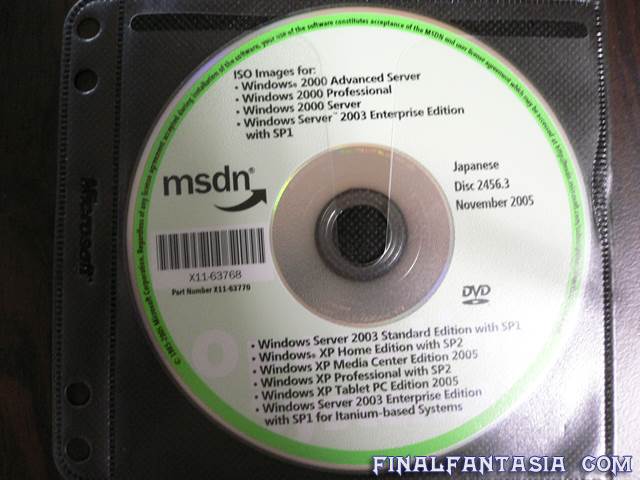 ISO Images for:
• Windows® 2000 Advanced Server
• Windows 2000 Professional
• Windows 2000 Server
• Windows Server™ 2003 Enterprise Edition
with SP1
msdn®
Japanese
Disc 2456.3
November 2005
X11-63768
Part Number X11-63770
DVD
• Windows Server 2003 Standard Edition with SP1
• Windows® XP Home Edition with SP2
• Windows XP Media Center Edition 2005
• Windows XP Professional with SP2
• Windows XP Tablet PC Edition 2005
• Windows Server 2003 Enterprise Edition
with SP1 for Itanium-based Systems
Microsoft
FINALFANTASIA.COM